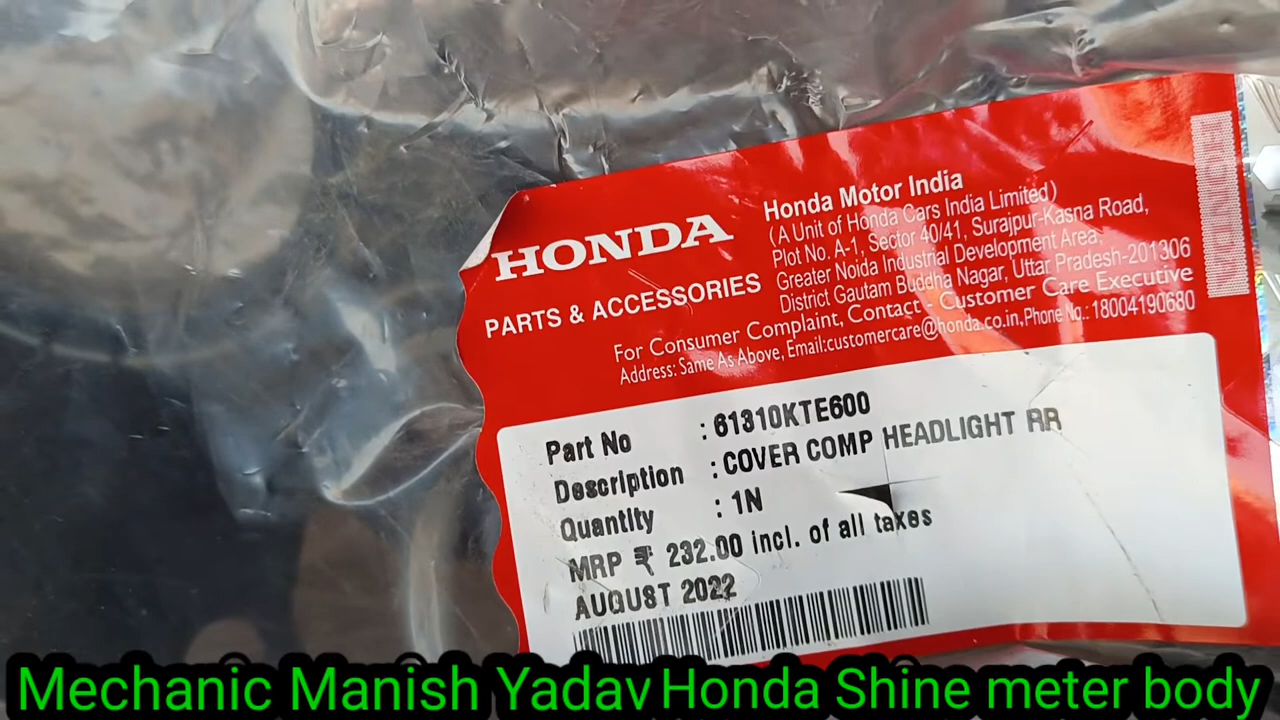 HONDA
PARTS & ACCESSORIES
Honda Motor India
(A Unit of Honda Cars India Limited)
Plot No. A-1, Sector 40/41, Surajpur-Kasna Road,
Greater Noida Industrial Development Area,
District Gautam Buddha Nagar, Uttar Pradesh-201306
For Consumer Complaint, Contact - Customer Care Executive
Address: Same As Above, Email:customercare@honda.co.in,Phone No.: 18004190680
Part No : 61310KTE600
Description : COVER COMP HEADLIGHT RR
Quantity : 1N
MRP ₹ 232.00 incl. of all taxes
AUGUST 2022
Mechanic Manish Yadav Honda Shine meter body